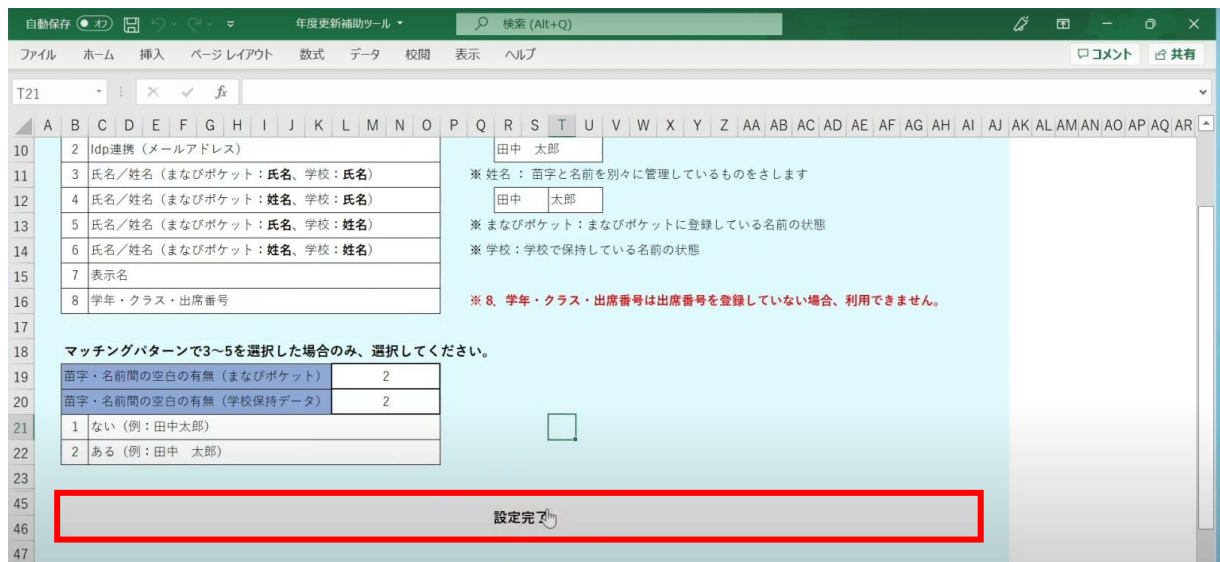 自動保存 オフ 年度更新補助ツール 検索 (Alt+Q)
ファイル ホーム 挿入 ページ レイアウト 数式 データ 校閲 表示 ヘルプ コメント 共有
T21 fx
A B C D E F G H I J K L M N O P Q R S T U V W X Y Z AA AB AC AD AE AF AG AH AI AJ AK AL AM AN AO AP AQ AR
10 2 Idp連携（メールアドレス） 田中 太郎
11 3 氏名／姓名（まなびポケット：氏名、学校：氏名） ※ 姓名 ： 苗字と名前を別々に管理しているものをさします
12 4 氏名／姓名（まなびポケット：姓名、学校：氏名） 田中 太郎
13 5 氏名／姓名（まなびポケット：氏名、学校：姓名） ※ まなびポケット：まなびポケットに登録している名前の状態
14 6 氏名／姓名（まなびポケット：姓名、学校：姓名） ※ 学校：学校で保持している名前の状態
15 7 表示名
16 8 学年・クラス・出席番号 ※ 8．学年・クラス・出席番号は出席番号を登録していない場合、利用できません。
17
18 マッチングパターンで3～5を選択した場合のみ、選択してください。
19 苗字・名前間の空白の有無（まなびポケット） 2
20 苗字・名前間の空白の有無（学校保持データ） 2
21 1 ない（例：田中太郎）
22 2 ある（例：田中 太郎）
23
45
設定完了
46
47